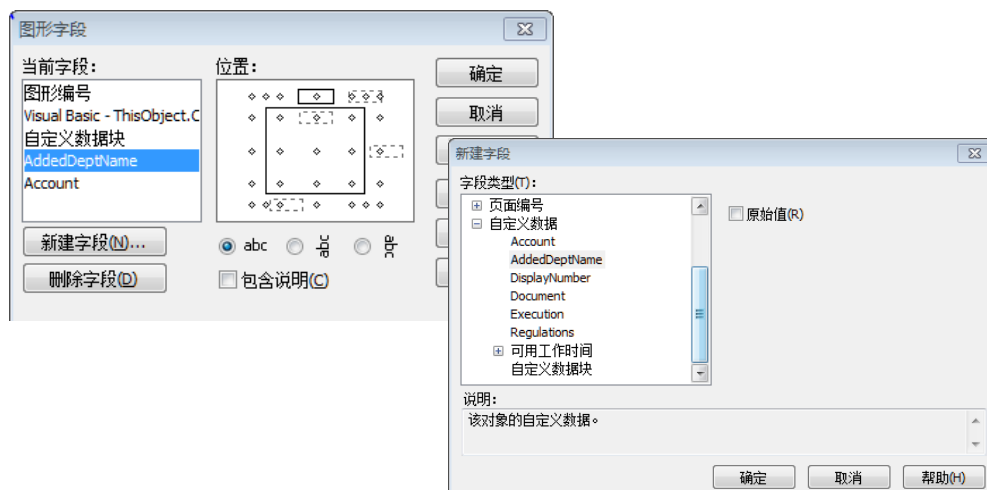 图形字段
当前字段:
位置:
图形编号
Visual Basic - ThisObject.C
自定义数据块
AddedDeptName
Account
新建字段(N)...
删除字段(D)
abc
abc
abc
包含说明(C)
确定
取消
新建字段
字段类型(T):
页面编号
自定义数据
Account
AddedDeptName
DisplayNumber
Document
Execution
Regulations
可用工作时间
自定义数据块
原始值(R)
说明:
该对象的自定义数据。
确定
取消
帮助(H)